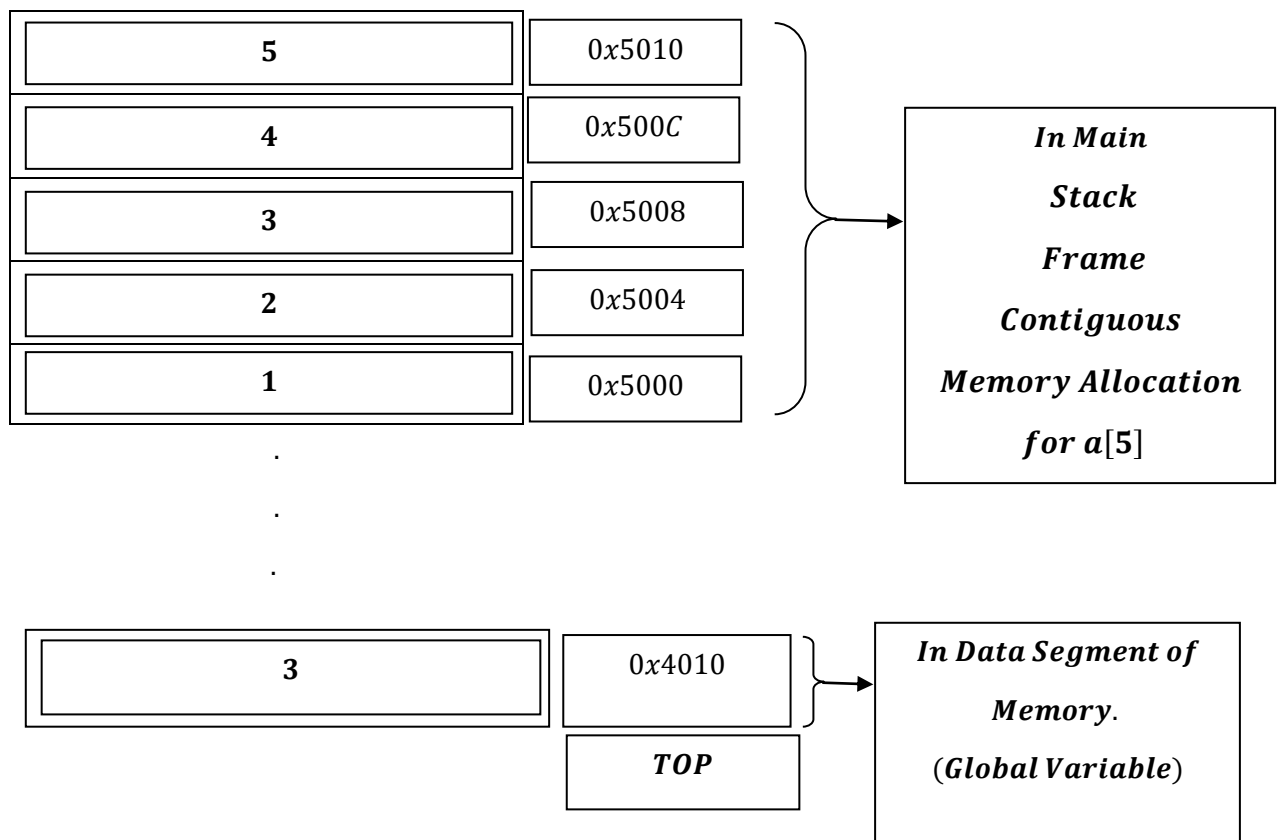 5 0x5010
4 0x500C
3 0x5008
2 0x5004
1 0x5000
In Main
Stack
Frame
Contiguous
Memory Allocation
for a[5]
.
.
.
3 0x4010
TOP
In Data Segment of
Memory.
(Global Variable)